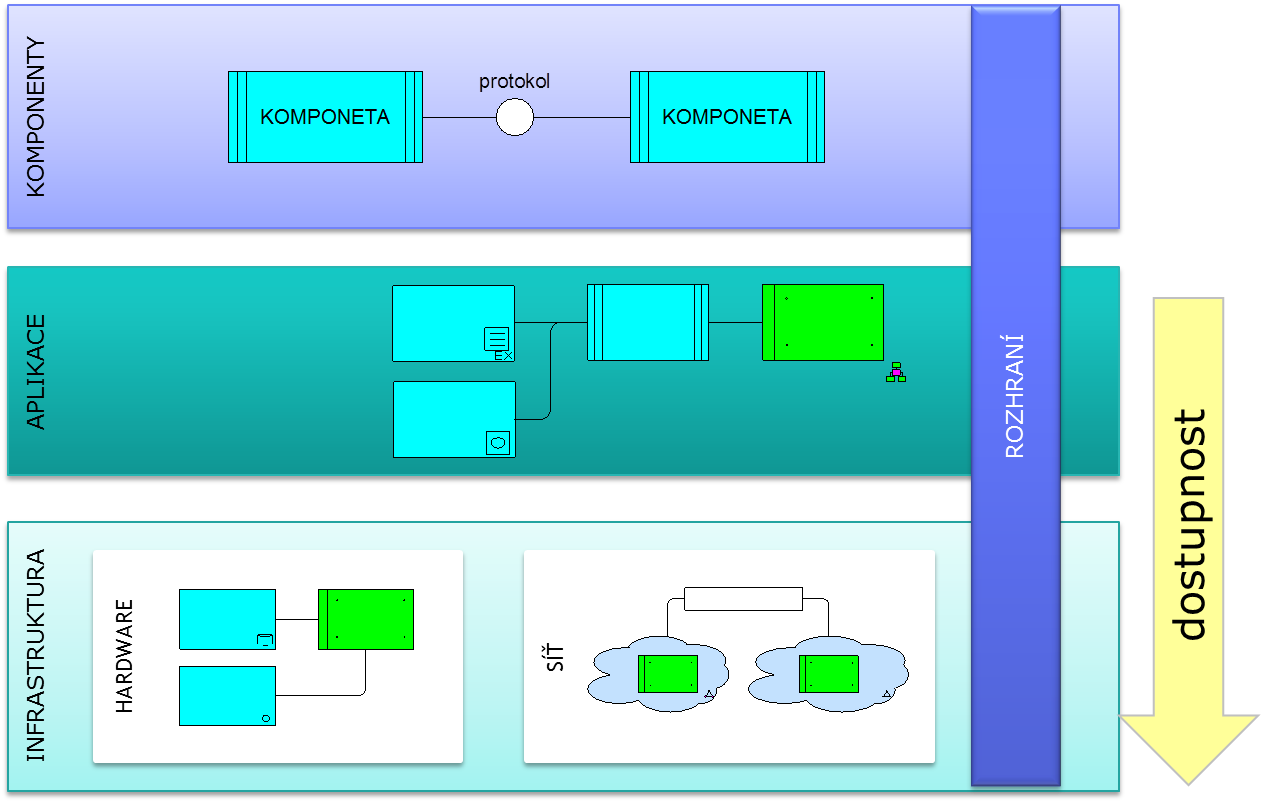 KOMPONENTY
protokol
KOMPONETA
KOMPONETA
APLIKACE
EX
ROZHRANÍ
dostupnost
INFRASTRUKTURA
HARDWARE
SÍŤ